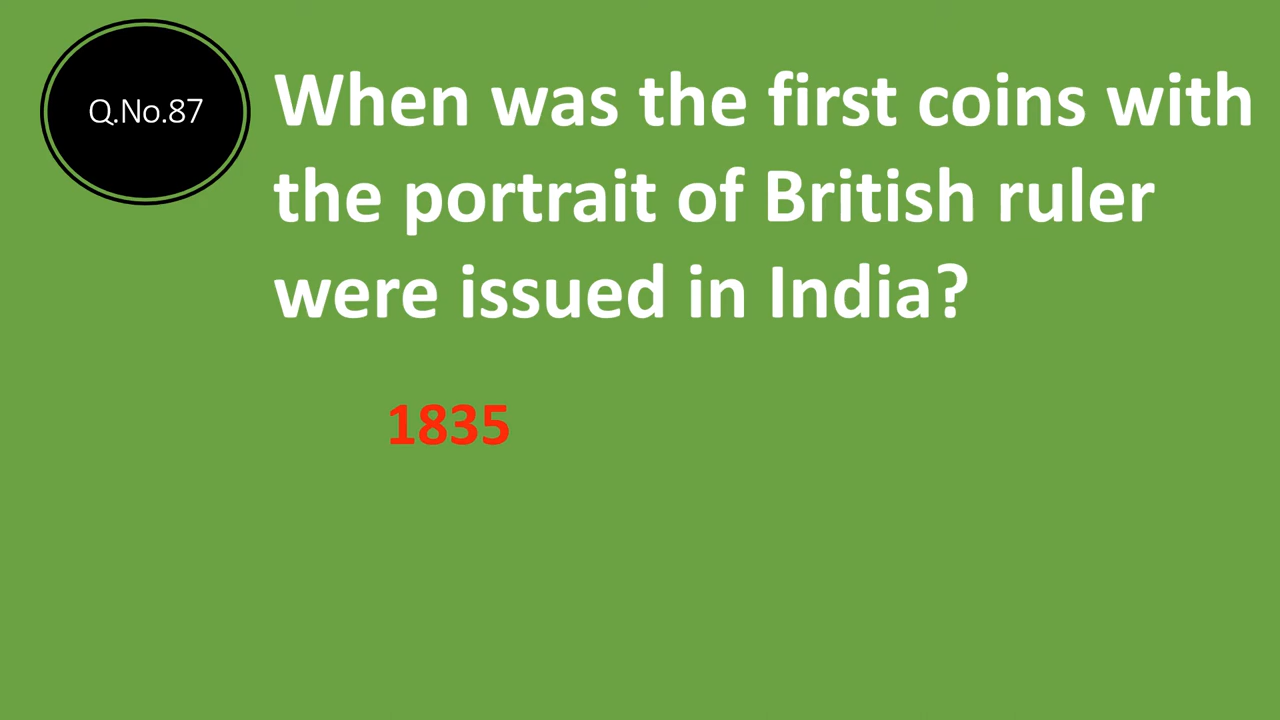 Q.No.87
When was the first coins with
the portrait of British ruler
were issued in India?
1835